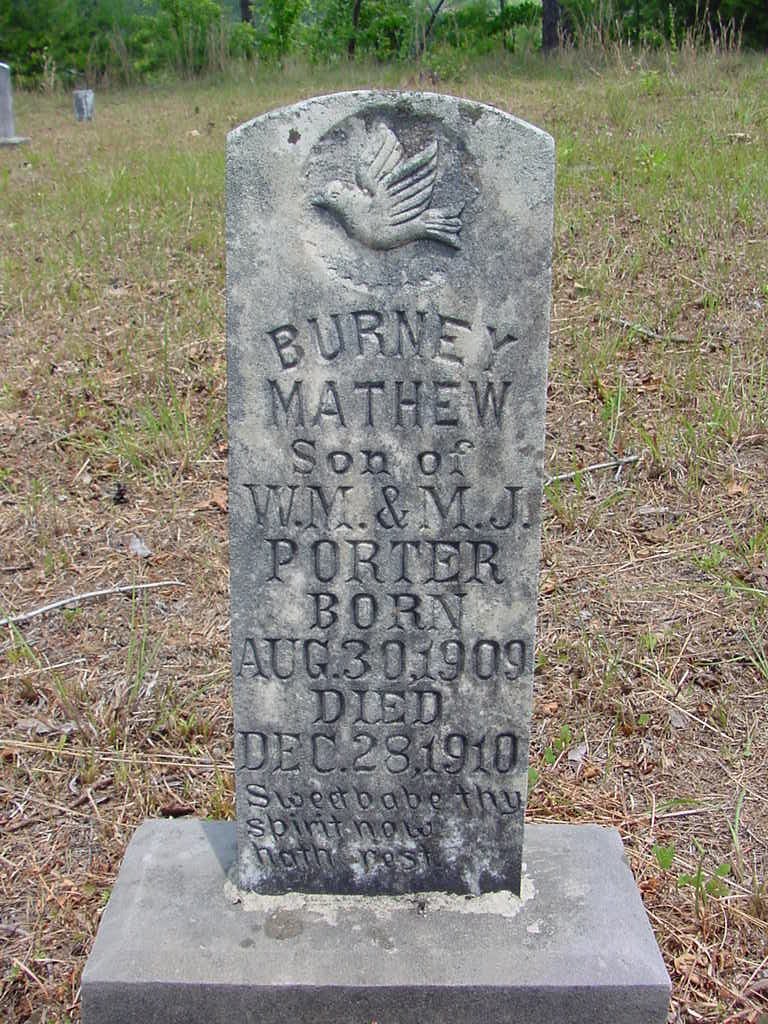 BURNEY
MATHEW
Son of
W.M. & M.J.
PORTER
BORN
AUG. 30, 1909
DIED
DEC. 28, 1910
Sweet babe thy
spirit now
hath rest